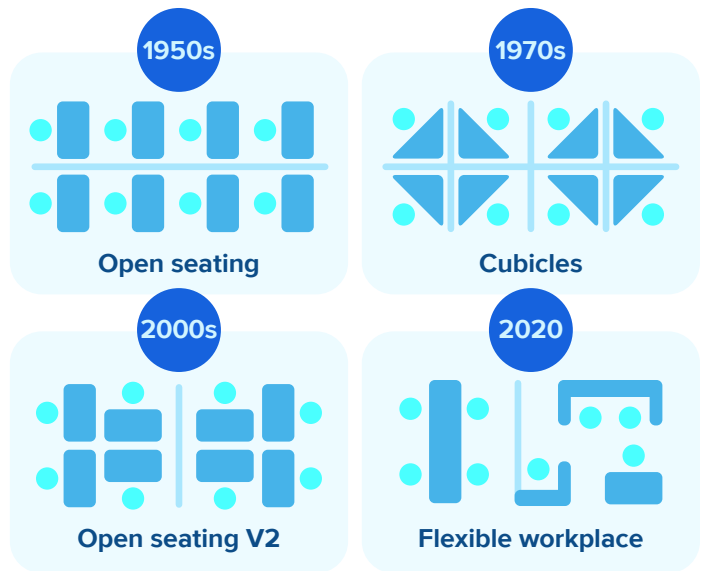 1950s
Open seating
1970s
Cubicles
2000s
Open seating V2
2020
Flexible workplace